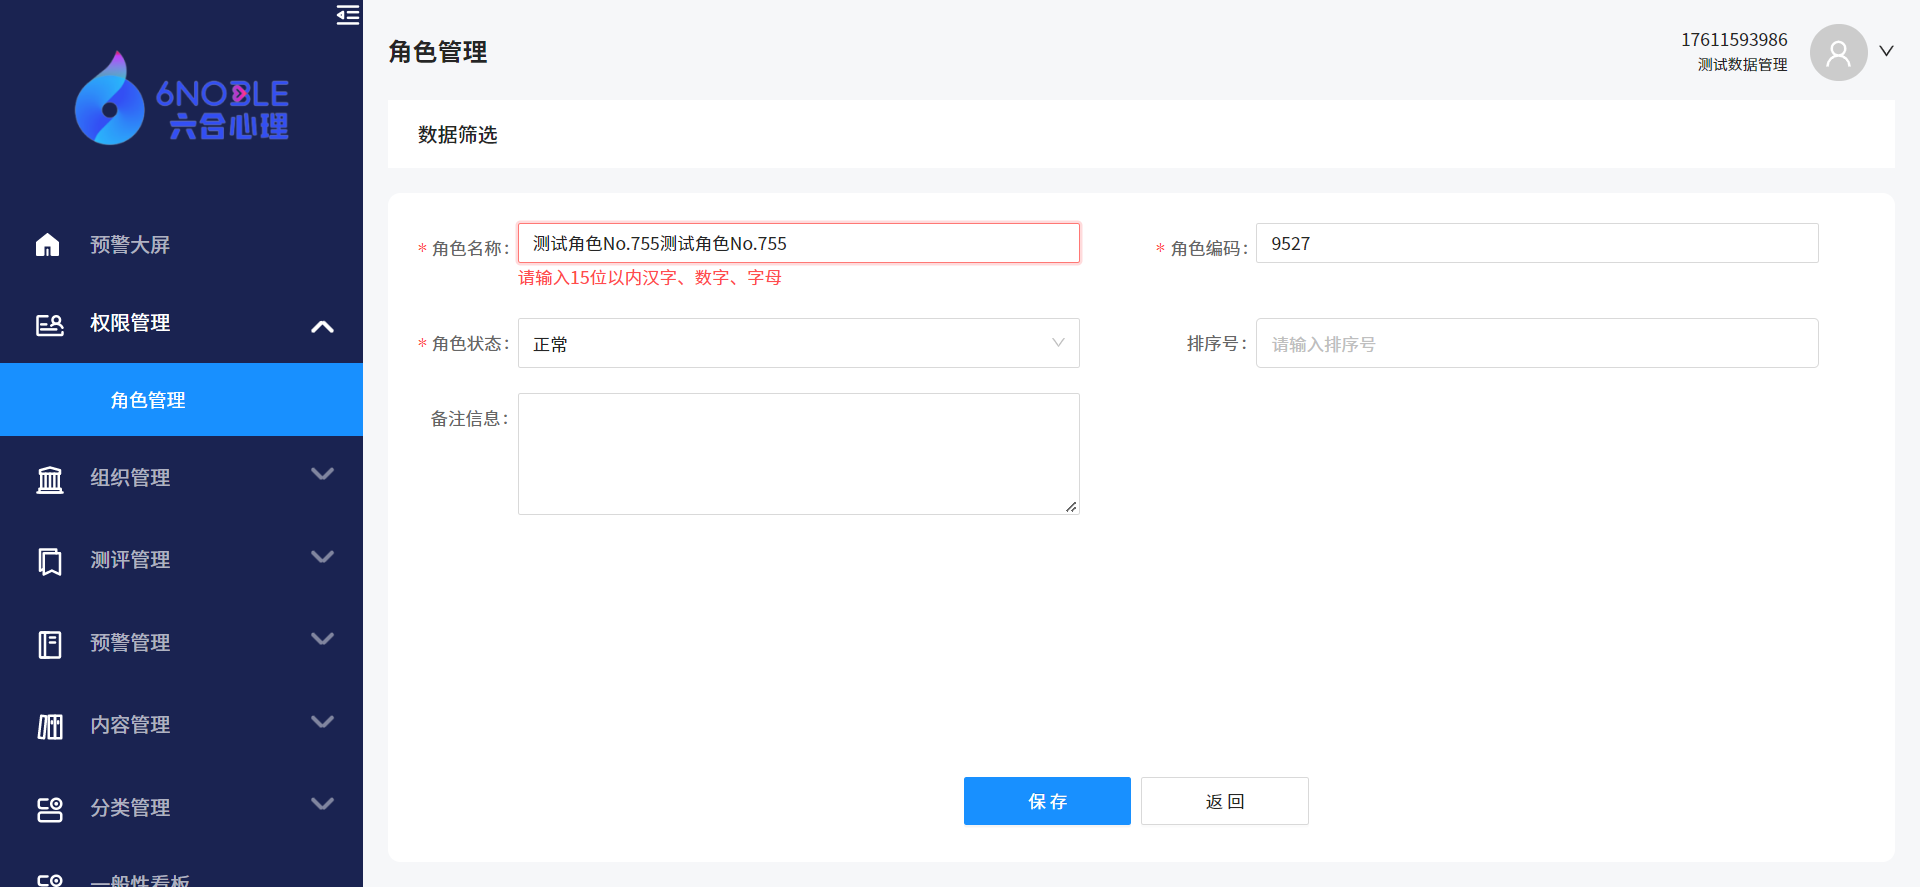 6NOBLE
六合心理
预警大屏
权限管理
角色管理
组织管理
测评管理
预警管理
内容管理
分类管理
一般性看板
角色管理
17611593986
测试数据管理
数据筛选
* 角色名称：
测试角色No.755测试角色No.755
请输入15位以内汉字、数字、字母
* 角色编码：
9527
* 角色状态：
正常
排序号：
请输入排序号
备注信息：
保 存
返 回